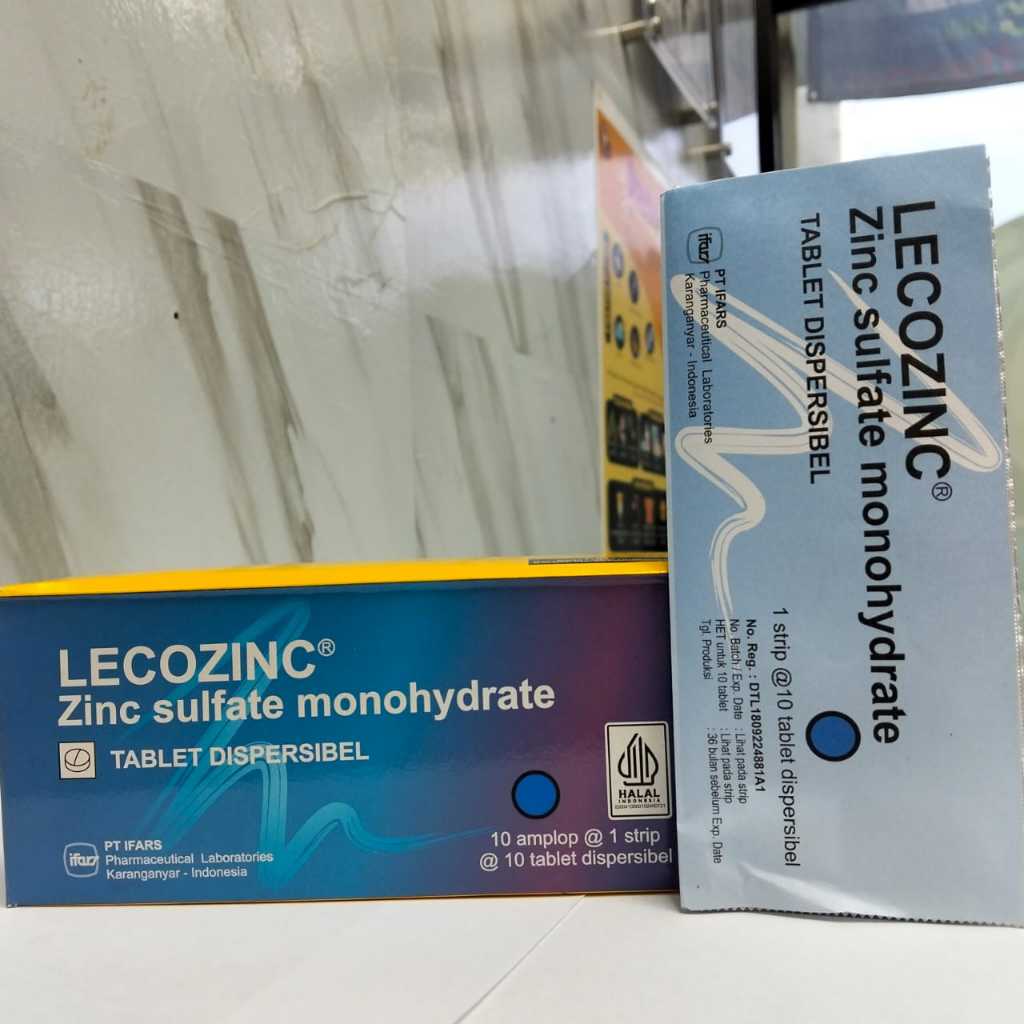 LECOZINC®
Zinc sulfate monohydrate
TABLET DISPERSIBEL
HALAL
INDONESIA
ifars
PT IFARS
Pharmaceutical Laboratories
Karanganyar - Indonesia
10 amplop @ 1 strip
@ 10 tablet dispersibel
LECOZINC®
Zinc sulfate monohydrate
TABLET DISPERSIBEL
ifars
PT IFARS
Pharmaceutical Laboratories
Karanganyar - Indonesia
1 strip @10 tablet dispersibel
No. Reg. : DTL1809224881A1
No. Batch / Exp. Date : Lihat pada strip
HET untuk 10 tablet : Lihat pada strip
Tgl. Produksi : 36 bulan sebelum Exp. Date